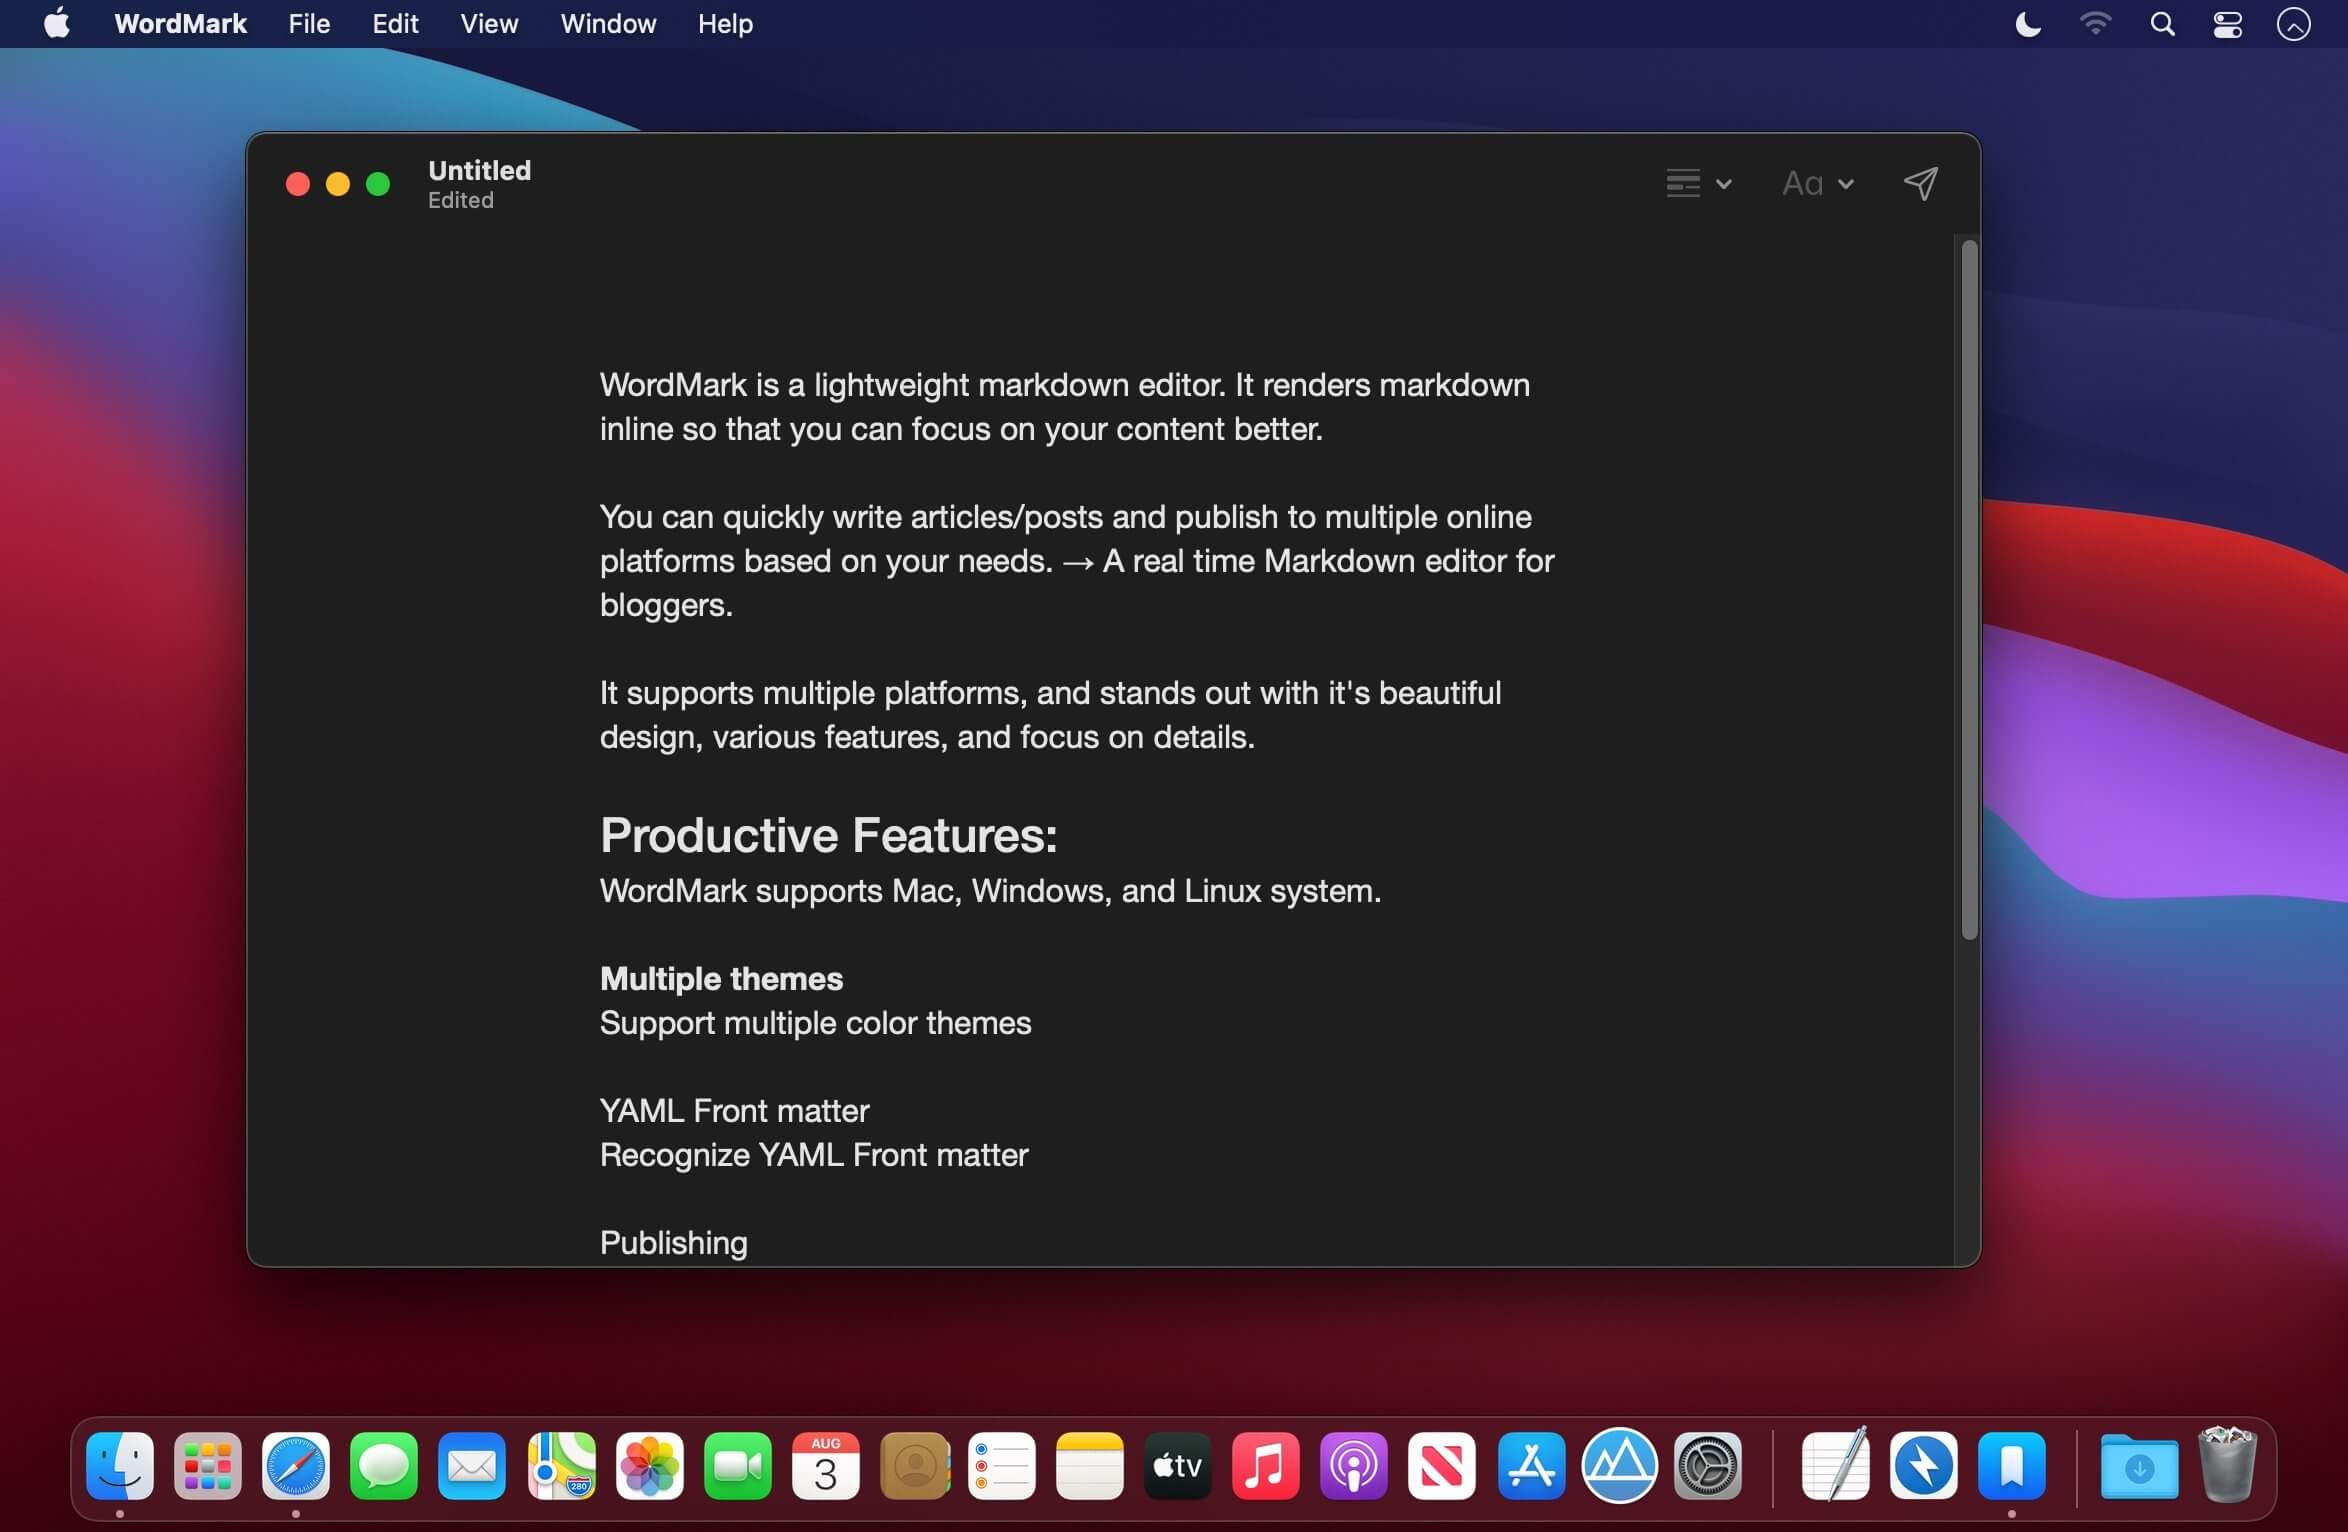 WordMark File Edit View Window Help
Untitled
Edited
Aa
WordMark is a lightweight markdown editor. It renders markdown
inline so that you can focus on your content better.
You can quickly write articles/posts and publish to multiple online
platforms based on your needs. → A real time Markdown editor for
bloggers.
It supports multiple platforms, and stands out with it's beautiful
design, various features, and focus on details.
Productive Features:
WordMark supports Mac, Windows, and Linux system.
Multiple themes
Support multiple color themes
YAML Front matter
Recognize YAML Front matter
Publishing
280
AUG
3
tv